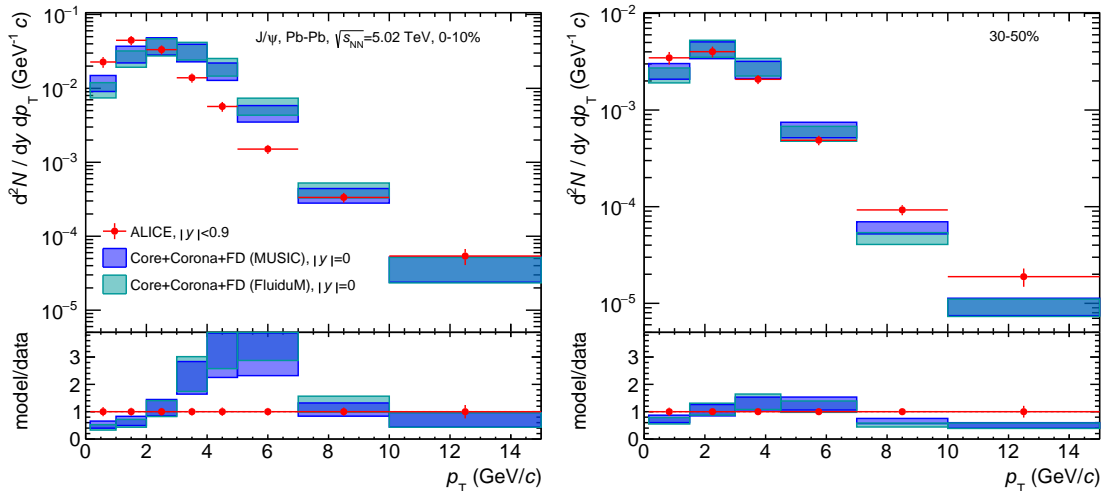 J/ψ, Pb-Pb, √sNN=5.02 TeV, 0-10%
d²N / dy dpT (GeV⁻¹ c)
10⁻¹
10⁻²
10⁻³
10⁻⁴
10⁻⁵
ALICE, |y|<0.9
Core+Corona+FD (MUSIC), |y|=0
Core+Corona+FD (FluiduM), |y|=0
model/data
3
2
1
0
0 2 4 6 8 10 12 14
pT (GeV/c)
30-50%
d²N / dy dpT (GeV⁻¹ c)
10⁻²
10⁻³
10⁻⁴
10⁻⁵
model/data
3
2
1
0
0 2 4 6 8 10 12 14
pT (GeV/c)